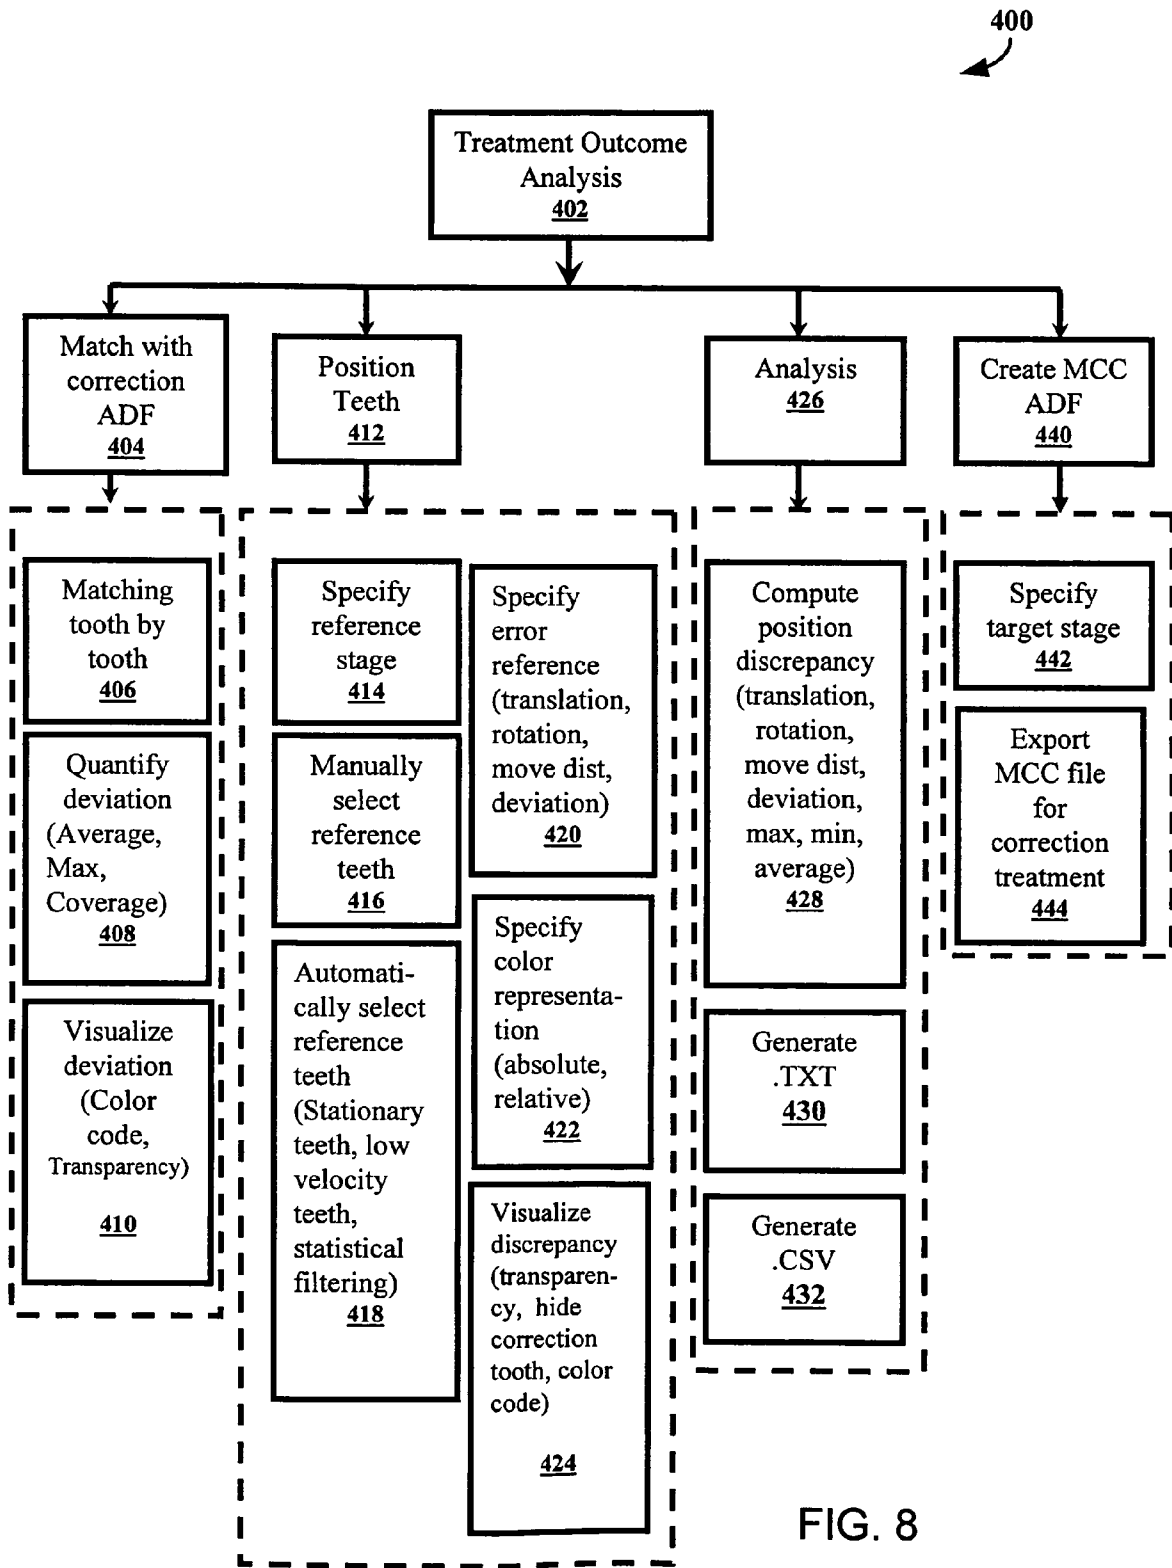 400
Treatment Outcome
Analysis
402
Match with
correction
ADF
404
Position
Teeth
412
Analysis
426
Create MCC
ADF
440
Matching
tooth by
tooth
406
Quantify
deviation
(Average,
Max,
Coverage)
408
Visualize
deviation
(Color
code,
Transparency)
410
Specify
reference
stage
414
Manually
select
reference
teeth
416
Automati-
cally select
reference
teeth
(Stationary
teeth, low
velocity
teeth,
statistical
filtering)
418
Specify
error
reference
(translation,
rotation,
move dist,
deviation)
420
Specify
color
representa-
tion
(absolute,
relative)
422
Visualize
discrepancy
(transparen-
cy, hide
correction
tooth, color
code)
424
Compute
position
discrepancy
(translation,
rotation,
move dist,
deviation,
max, min,
average)
428
Generate
.TXT
430
Generate
.CSV
432
Specify
target stage
442
Export
MCC file
for
correction
treatment
444
FIG. 8